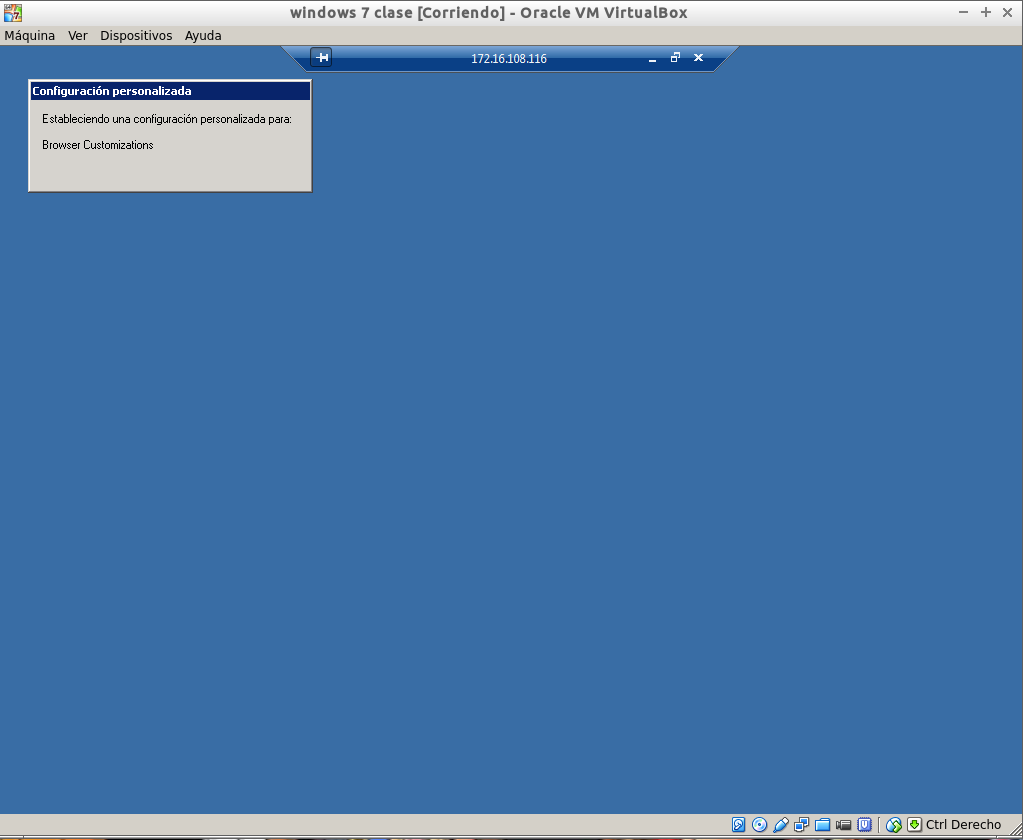 windows 7 clase [Corriendo] - Oracle VM VirtualBox
Máquina Ver Dispositivos Ayuda
172.16.108.116
Configuración personalizada
Estableciendo una configuración personalizada para:
Browser Customizations
Ctrl Derecho